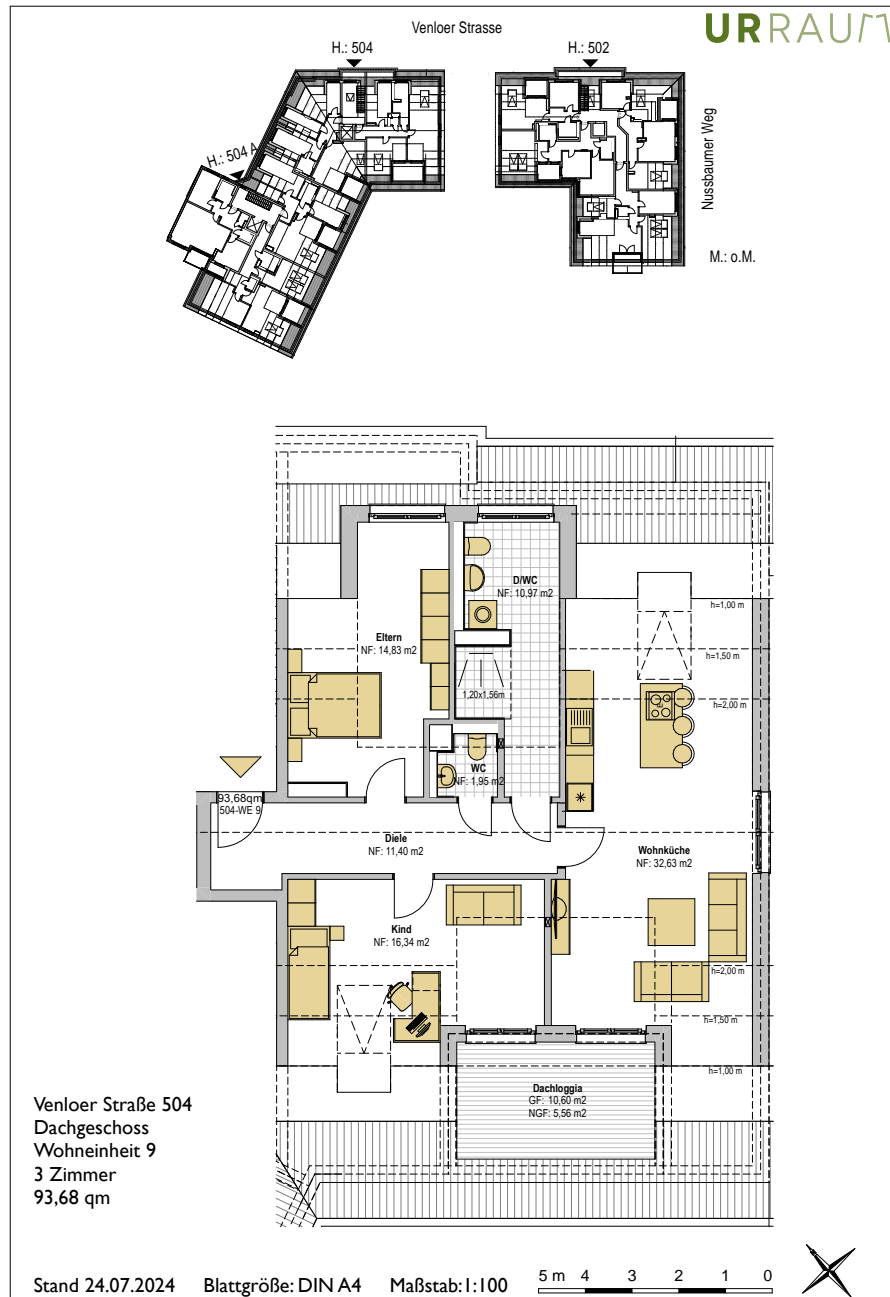 URRAUM
Venloer Strasse
H.: 504
H.: 502
H.: 504 A
Nussbaumer Weg
M.: o.M.
D/WC
NF: 10,97 m2
h=1,00 m
Eltern
NF: 14,83 m2
h=1,50 m
1,20x1,56m
h=2,00 m
WC
NF: 1,95 m2
93,68qm
504-WE 9
Diele
NF: 11,40 m2
Wohnküche
NF: 32,63 m2
Kind
NF: 16,34 m2
h=2,00 m
h=1,50 m
h=1,00 m
Dachloggia
GF: 10,60 m2
NGF: 5,56 m2
Venloer Straße 504
Dachgeschoss
Wohneinheit 9
3 Zimmer
93,68 qm
Stand 24.07.2024 Blattgröße: DIN A4 Maßstab:1:100
5 m 4 3 2 1 0